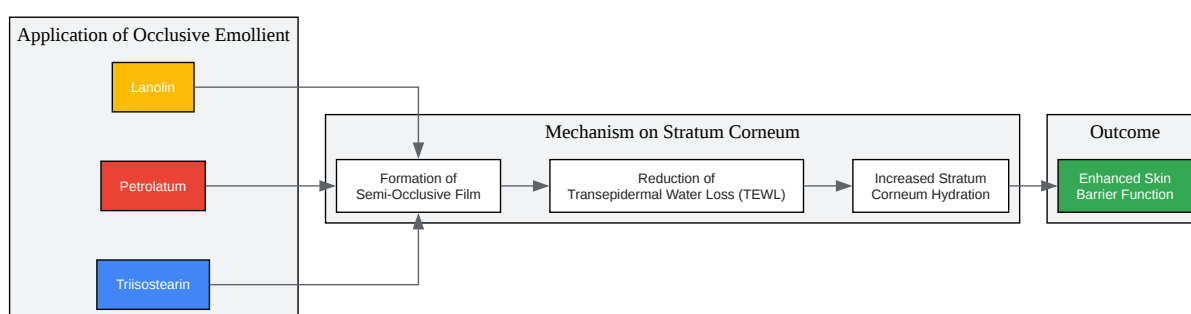 Application of Occlusive Emollient
Lanolin
Petrolatum
Triisostearin
Mechanism on Stratum Corneum
Formation of
Semi-Occlusive Film
Reduction of
Transepidermal Water Loss (TEWL)
Increased Stratum
Corneum Hydration
Outcome
Enhanced Skin
Barrier Function